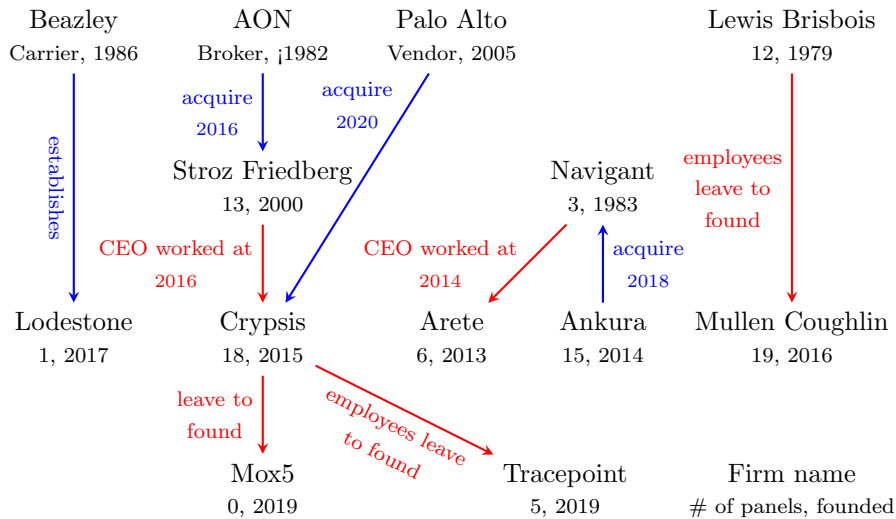 Beazley
Carrier, 1986
AON
Broker, ¡1982
Palo Alto
Vendor, 2005
Lewis Brisbois
12, 1979
establishes
acquire
2016
acquire
2020
employees
leave to
found
Stroz Friedberg
13, 2000
Navigant
3, 1983
CEO worked at
2016
CEO worked at
2014
acquire
2018
Lodestone
1, 2017
Crypsis
18, 2015
Arete
6, 2013
Ankura
15, 2014
Mullen Coughlin
19, 2016
leave to
found
employees leave
to found
Mox5
0, 2019
Tracepoint
5, 2019
Firm name
# of panels, founded